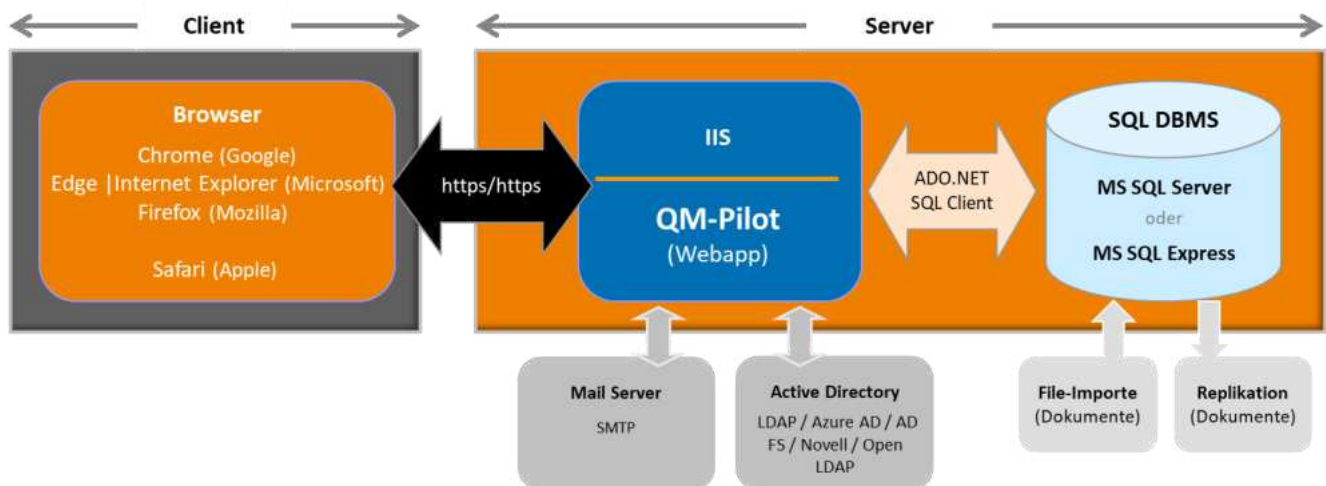 Client
Server
Browser
Chrome (Google)
Edge |Internet Explorer (Microsoft)
Firefox (Mozilla)
Safari (Apple)
https/https
IIS
QM-Pilot
(Webapp)
ADO.NET
SQL Client
SQL DBMS
MS SQL Server
oder
MS SQL Express
Mail Server
SMTP
Active Directory
LDAP / Azure AD / AD
FS / Novell / Open
LDAP
File-Importe
(Dokumente)
Replikation
(Dokumente)